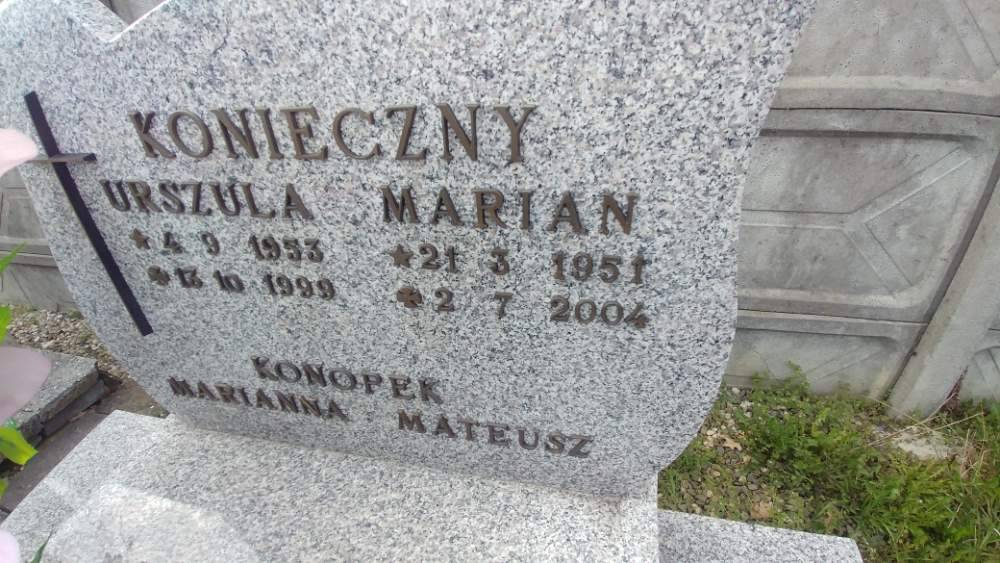 KONIECZNY
URSZULA MARIAN
★4 9 1953 ★21 3 1951
✤13 10 1999 ✤2 7 2004
KONOPEK
MARIANNA MATEUSZ